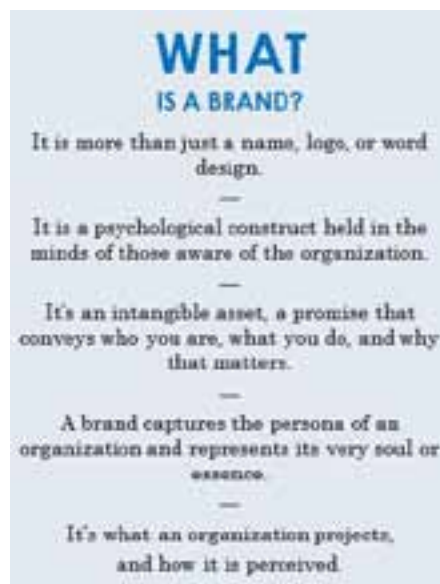 WHAT
IS A BRAND?
It is more than just a name, logo, or word
design.
—
It is a psychological construct held in the
minds of those aware of the organization.
—
It's an intangible asset, a promise that
conveys who you are, what you do, and why
that matters.
—
A brand captures the persona of an
organization and represents its very soul or
essence.
—
It's what an organization projects,
and how it is perceived.